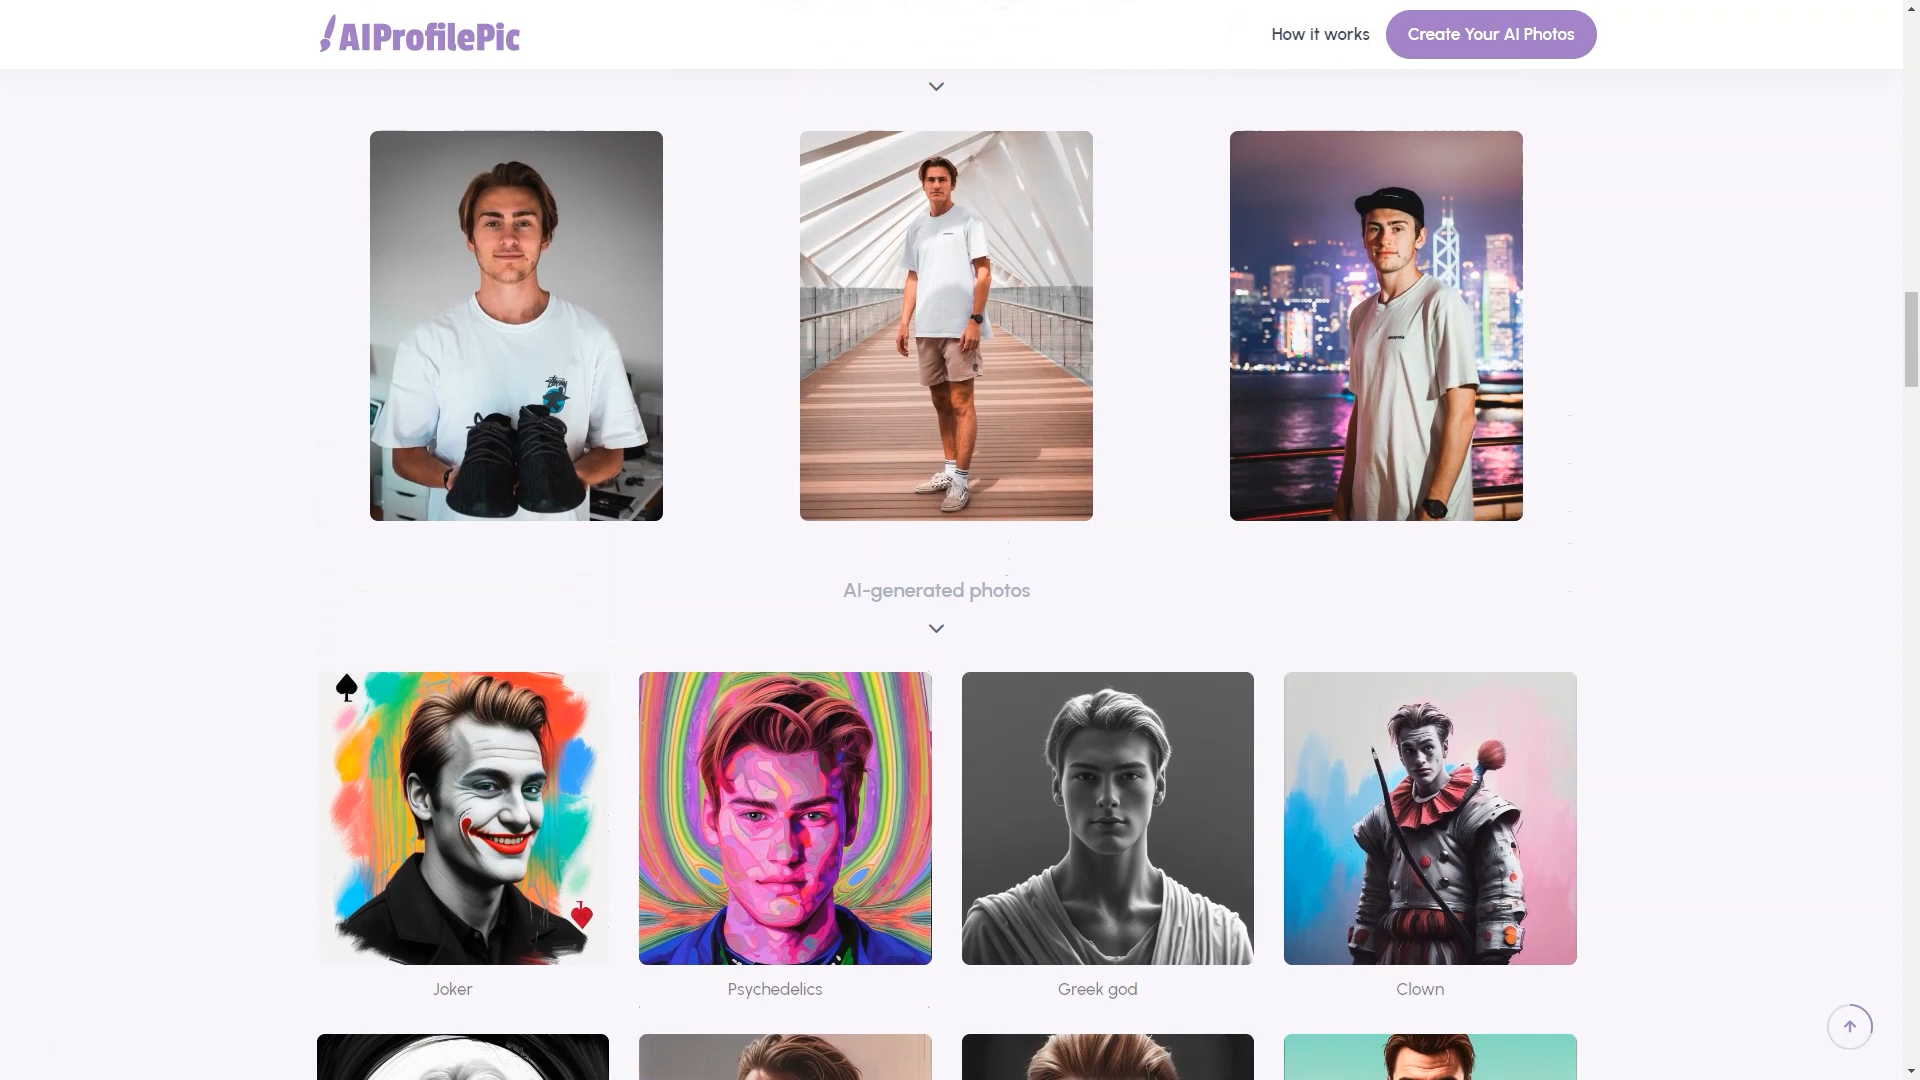 AIProfilePic
How it works
Create Your AI Photos
AI-generated photos
Joker
Psychedelics
Greek god
Clown